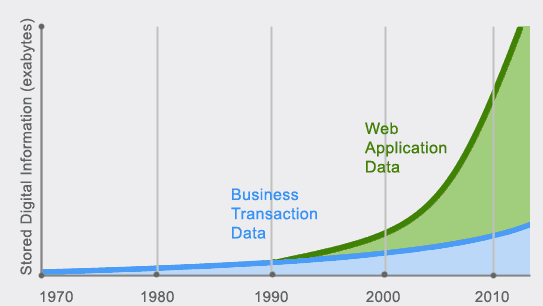 Stored Digital Information (exabytes)
Web
Application
Data
Business
Transaction
Data
1970
1980
1990
2000
2010